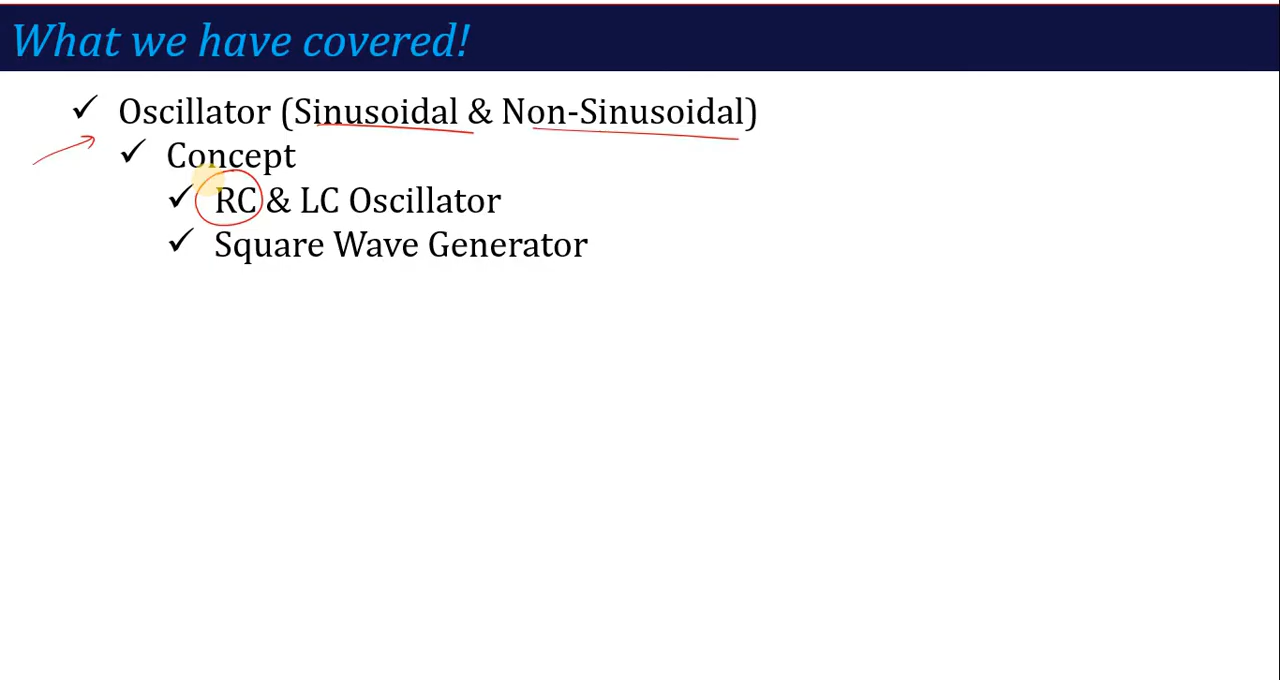 What we have covered!
✓ Oscillator (Sinusoidal & Non-Sinusoidal)
✓ Concept
✓ RC & LC Oscillator
✓ Square Wave Generator